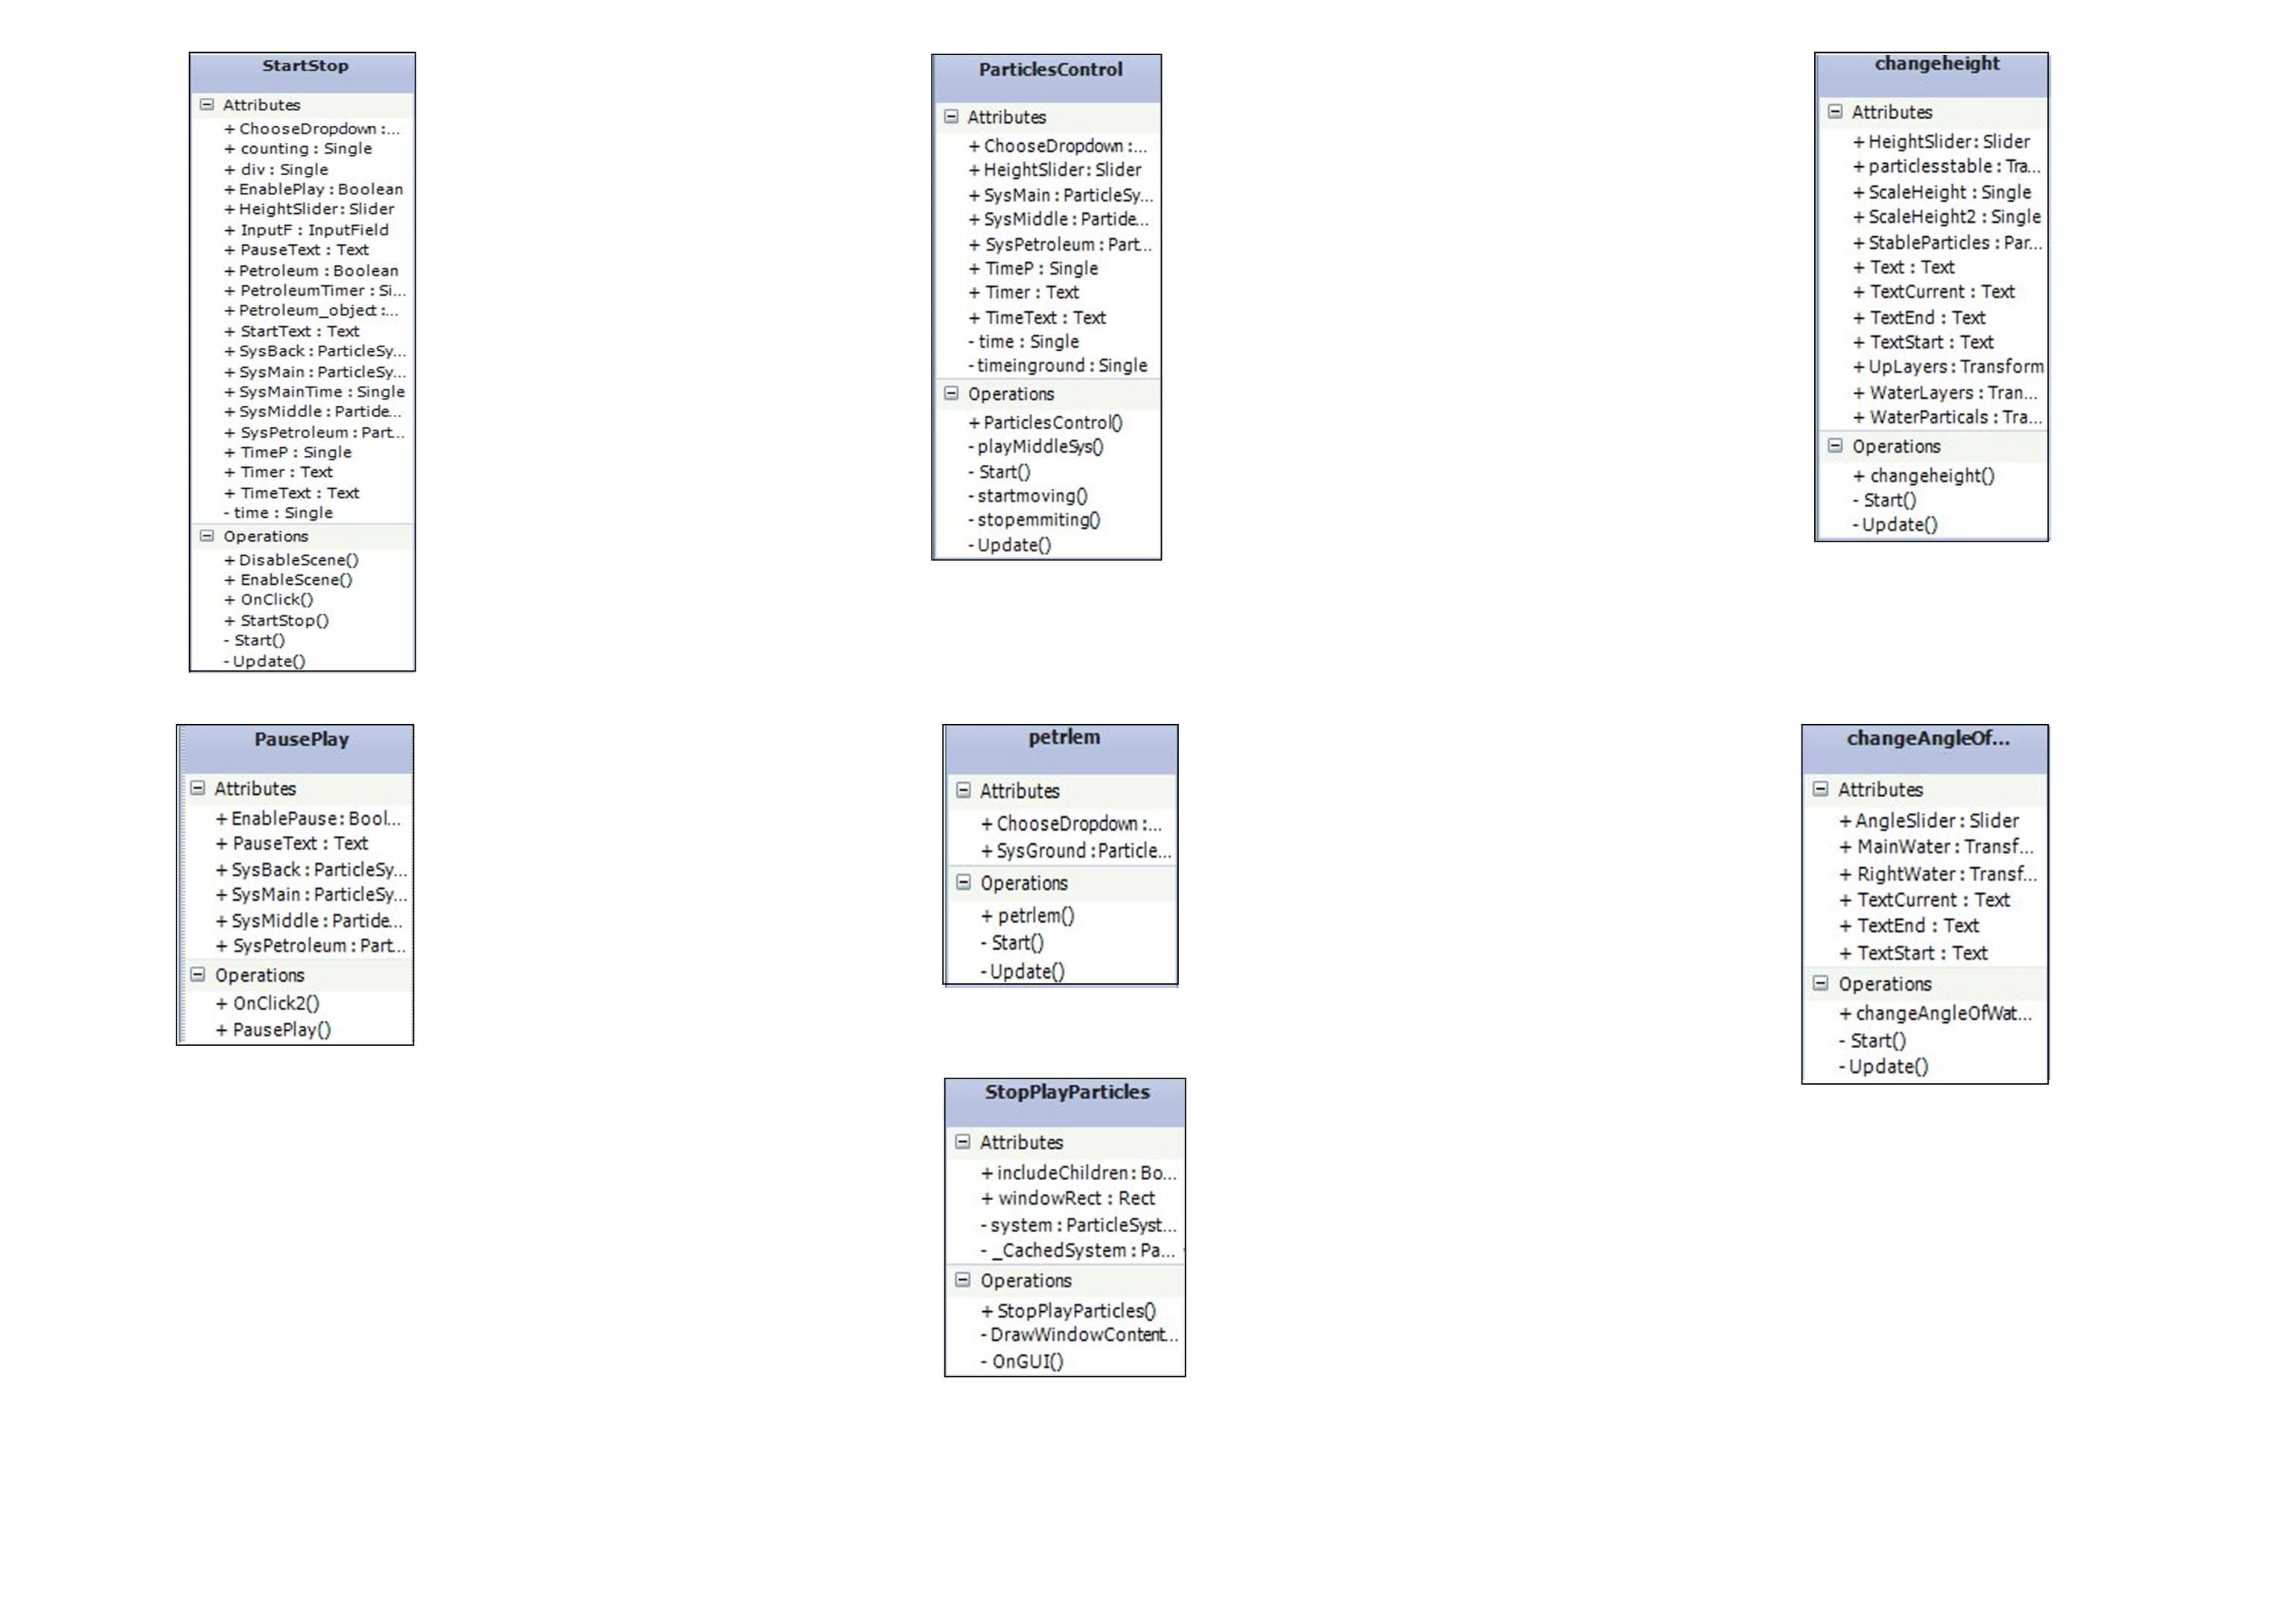 StartStop
Attributes
+ ChooseDropdown :...
+ counting : Single
+ div : Single
+ EnablePlay : Boolean
+ HeightSlider : Slider
+ InputF : InputField
+ PauseText : Text
+ Petroleum : Boolean
+ PetroleumTimer : Si...
+ Petroleum_object :...
+ StartText : Text
+ SysBack : ParticleSy...
+ SysMain : ParticleSy...
+ SysMainTime : Single
+ SysMiddle : Particle...
+ SysPetroleum : Part...
+ TimeP : Single
+ Timer : Text
+ TimeText : Text
- time : Single
Operations
+ DisableScene()
+ EnableScene()
+ OnClick()
+ StartStop()
- Start()
- Update()
ParticlesControl
Attributes
+ ChooseDropdown :...
+ HeightSlider : Slider
+ SysMain : ParticleSy...
+ SysMiddle : Particle...
+ SysPetroleum : Part...
+ TimeP : Single
+ Timer : Text
+ TimeText : Text
- time : Single
- timeinground : Single
Operations
+ ParticlesControl()
- playMiddleSys()
- Start()
- startmoving()
- stopemmiting()
- Update()
changeheight
Attributes
+ HeightSlider : Slider
+ particlesstable : Tra...
+ ScaleHeight : Single
+ ScaleHeight2 : Single
+ StableParticles : Par...
+ Text : Text
+ TextCurrent : Text
+ TextEnd : Text
+ TextStart : Text
+ UpLayers : Transform
+ WaterLayers : Tran...
+ WaterParticals : Tra...
Operations
+ changeheight()
- Start()
- Update()
PausePlay
Attributes
+ EnablePause : Bool...
+ PauseText : Text
+ SysBack : ParticleSy...
+ SysMain : ParticleSy...
+ SysMiddle : Particle...
+ SysPetroleum : Part...
Operations
+ OnClick2()
+ PausePlay()
petrlem
Attributes
+ ChooseDropdown :...
+ SysGround : Particle...
Operations
+ petrlem()
- Start()
- Update()
changeAngleOf...
Attributes
+ AngleSlider : Slider
+ MainWater : Transf...
+ RightWater : Transf...
+ TextCurrent : Text
+ TextEnd : Text
+ TextStart : Text
Operations
+ changeAngleOfWat...
- Start()
- Update()
StopPlayParticles
Attributes
+ includeChildren : Bo...
+ windowRect : Rect
- system : ParticleSyst...
- _CachedSystem : Pa...
Operations
+ StopPlayParticles()
- DrawWindowContent...
- OnGUI()